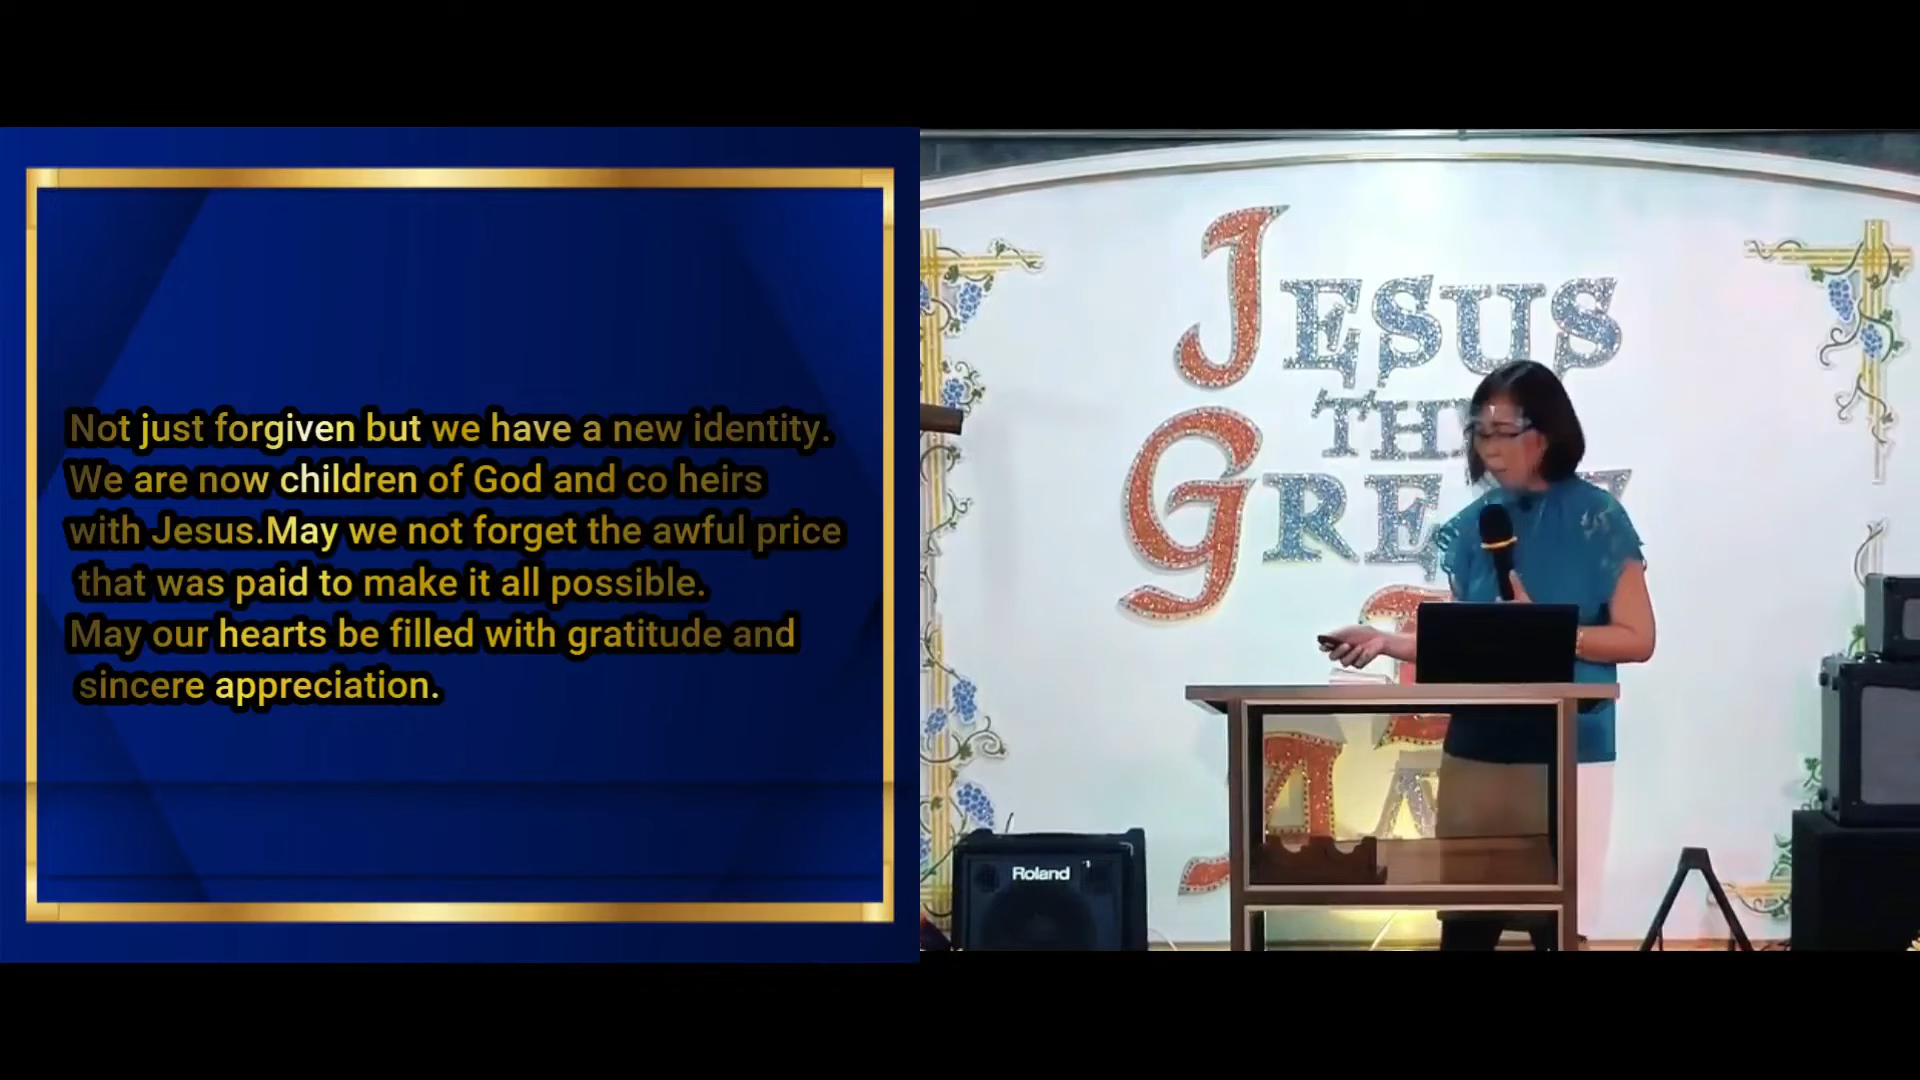 Not just forgiven but we have a new identity.
We are now children of God and co heirs
with Jesus.May we not forget the awful price
that was paid to make it all possible.
May our hearts be filled with gratitude and
sincere appreciation.
JESUS
GRE
Roland